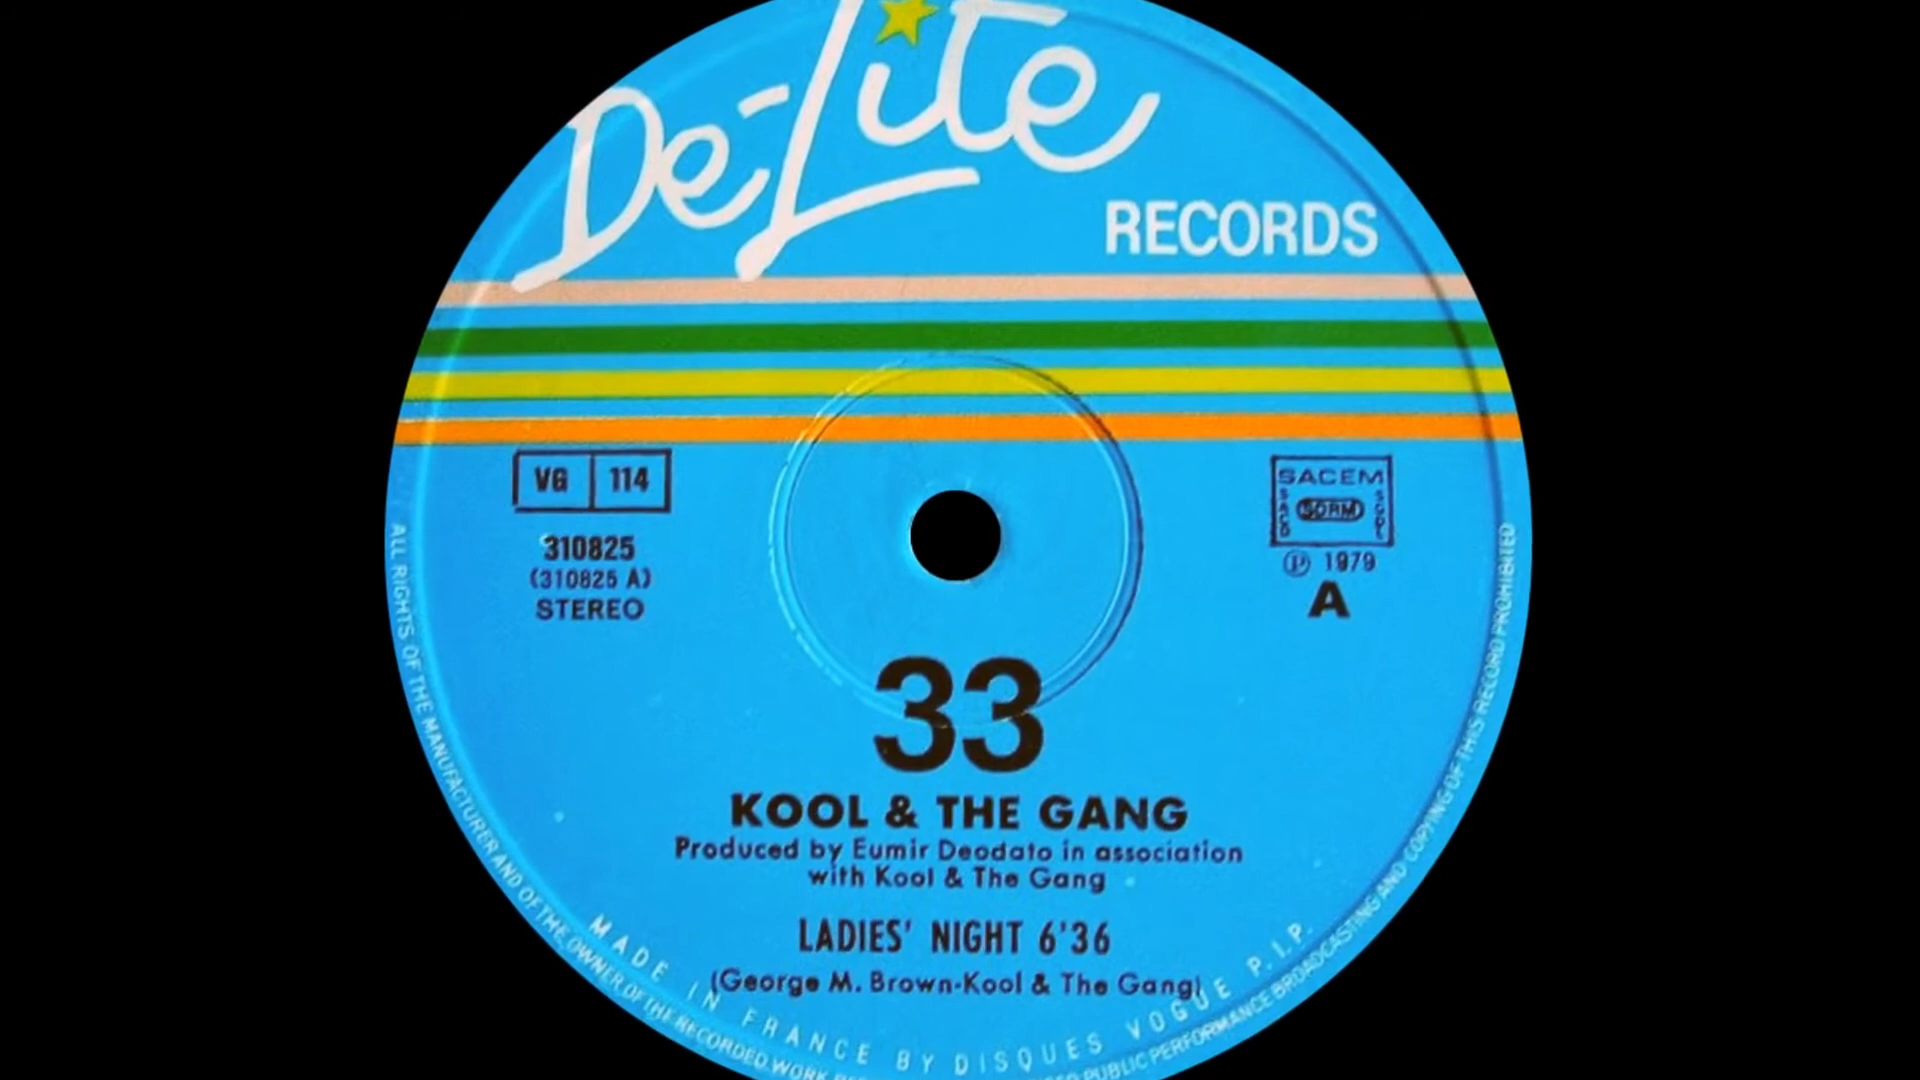 De-Lite
RECORDS
VG 114
310825
(310825 A)
STEREO
SACEM
SACD
SDRM
SGDL
Ⓟ 1979
A
33
KOOL & THE GANG
Produced by Eumir Deodato in association
with Kool & The Gang
LADIES' NIGHT 6'36
(George M. Brown-Kool & The Gang)
MADE IN FRANCE BY DISQUES VOGUE P.I.P.
ALL RIGHTS OF THE MANUFACTURER AND OF THE OWNER OF THE RECORDED WORK
PUBLIC PERFORMANCE BROADCASTING AND COPYING OF THIS RECORD PROHIBITED